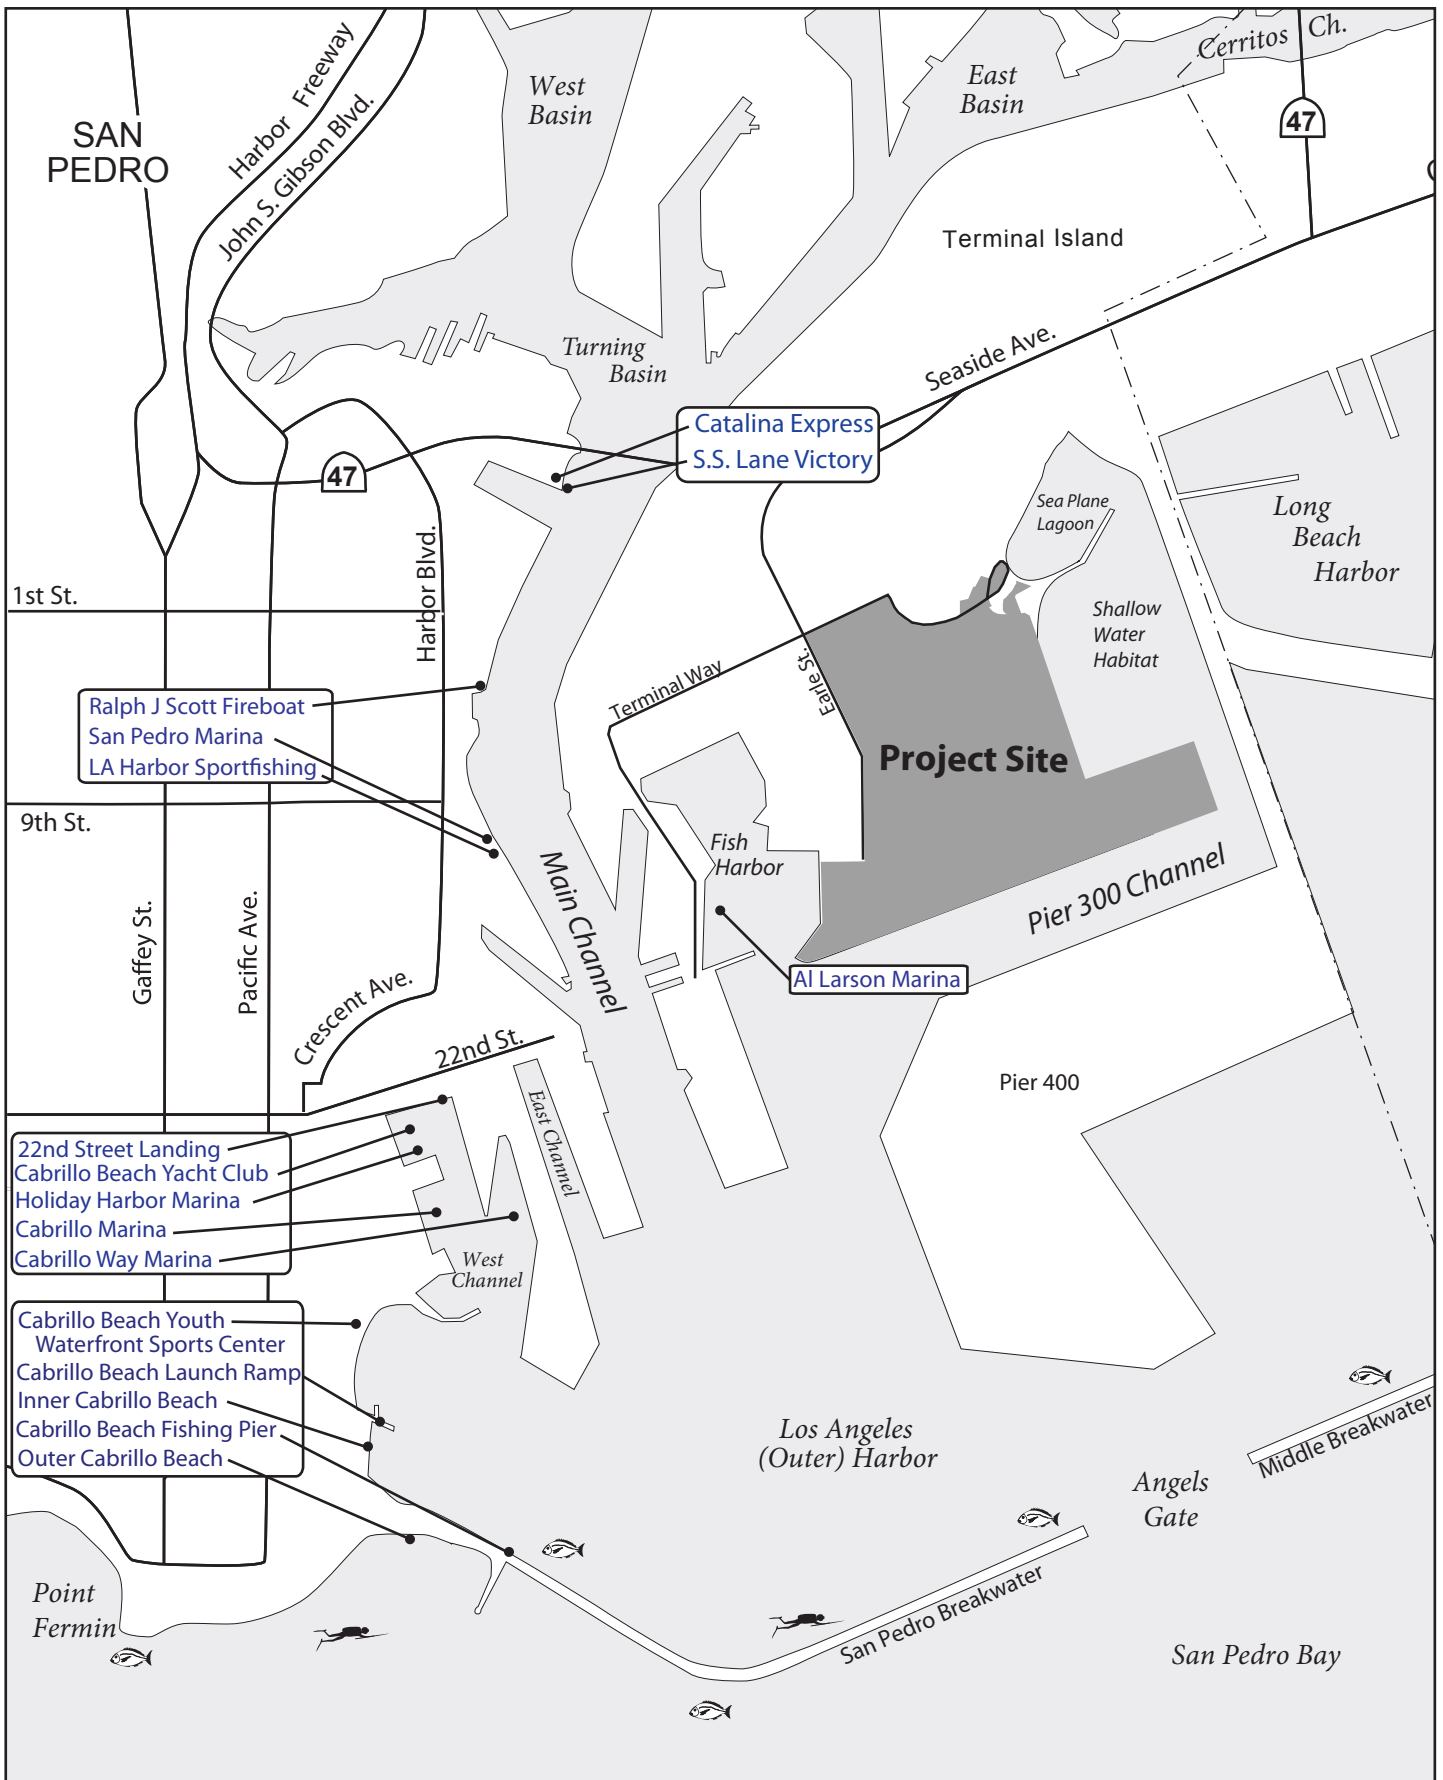 Cerritos Ch.
West
Basin
East
Basin
SAN
PEDRO
Harbor Freeway
John S. Gibson Blvd.
47
Terminal Island
Turning
Basin
Seaside Ave.
Catalina Express
S.S. Lane Victory
47
Sea Plane
Lagoon
Long
Beach
Harbor
1st St.
Harbor Blvd.
Shallow
Water
Habitat
Terminal Way
Earle St.
Ralph J Scott Fireboat
San Pedro Marina
LA Harbor Sportfishing
Project Site
9th St.
Fish
Harbor
Main Channel
Pier 300 Channel
Gaffey St.
Pacific Ave.
Al Larson Marina
Crescent Ave.
22nd St.
Pier 400
East Channel
22nd Street Landing
Cabrillo Beach Yacht Club
Holiday Harbor Marina
Cabrillo Marina
Cabrillo Way Marina
West
Channel
Cabrillo Beach Youth
Waterfront Sports Center
Cabrillo Beach Launch Ramp
Inner Cabrillo Beach
Cabrillo Beach Fishing Pier
Outer Cabrillo Beach
Los Angeles
(Outer) Harbor
Middle Breakwater
Angels
Gate
Point
Fermin
San Pedro Breakwater
San Pedro Bay